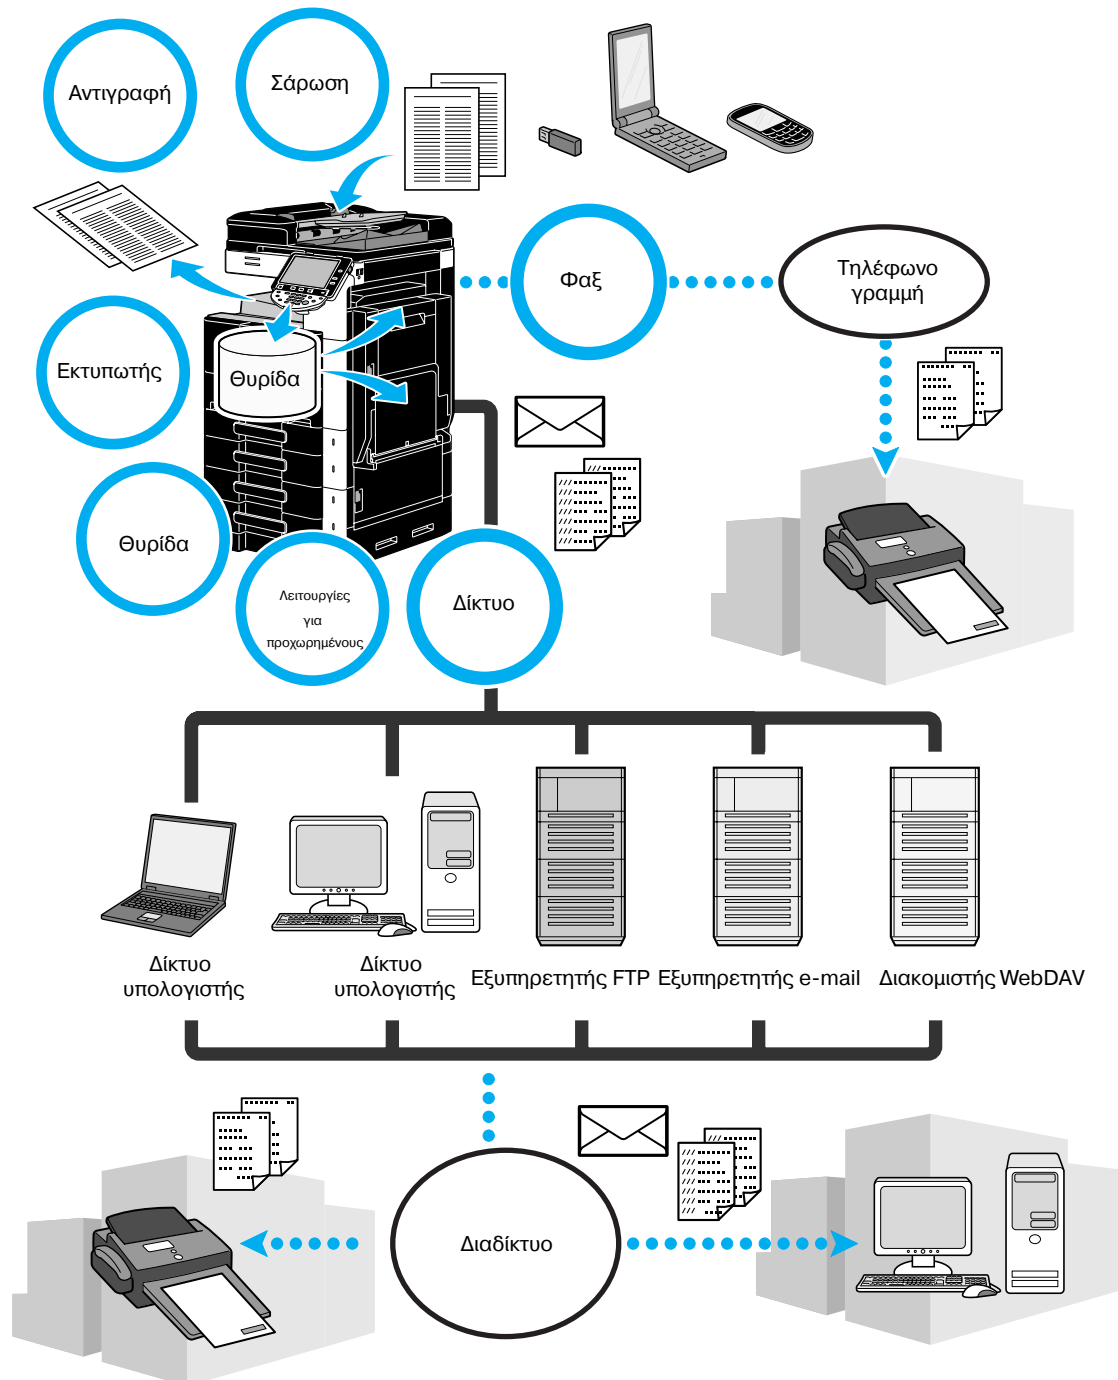 Αντιγραφή
Σάρωση
Φαξ
Τηλέφωνο
γραμμή
Εκτυπωτής
Θυρίδα
Θυρίδα
Λειτουργίες
για
προχωρημένους
Δίκτυο
Δίκτυο
υπολογιστής
Δίκτυο
υπολογιστής
Εξυπηρετητής FTP
Εξυπηρετητής e-mail
Διακομιστής WebDAV
Διαδίκτυο